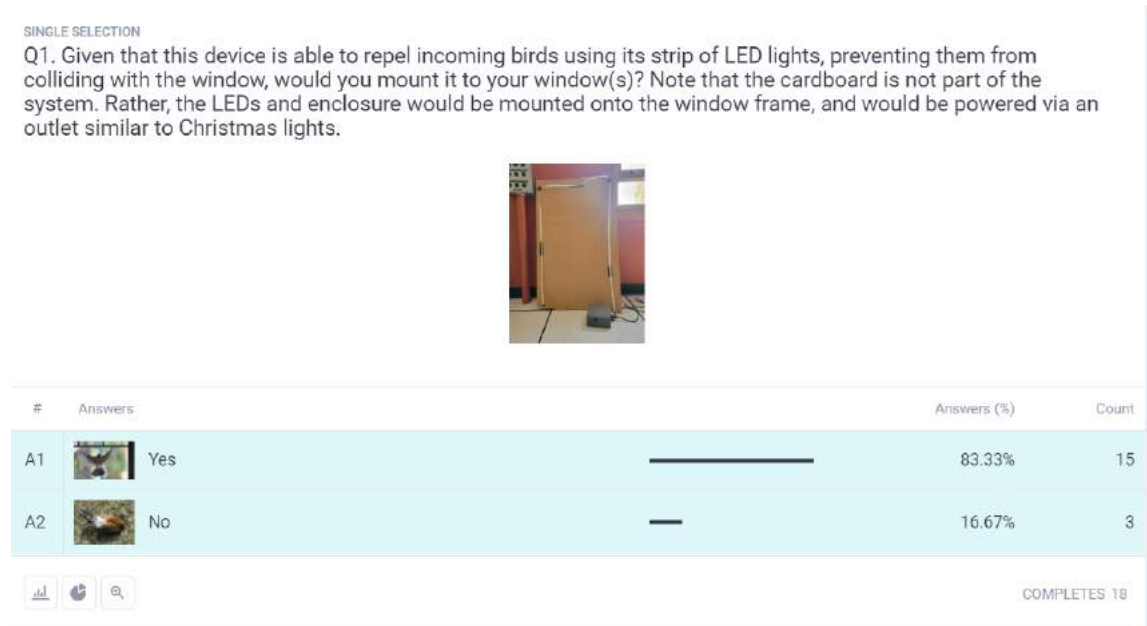 SINGLE SELECTION
Q1. Given that this device is able to repel incoming birds using its strip of LED lights, preventing them from
colliding with the window, would you mount it to your window(s)? Note that the cardboard is not part of the
system. Rather, the LEDs and enclosure would be mounted onto the window frame, and would be powered via an
outlet similar to Christmas lights.
# Answers Answers (%) Count
A1 Yes 83.33% 15
A2 No 16.67% 3
COMPLETES 18